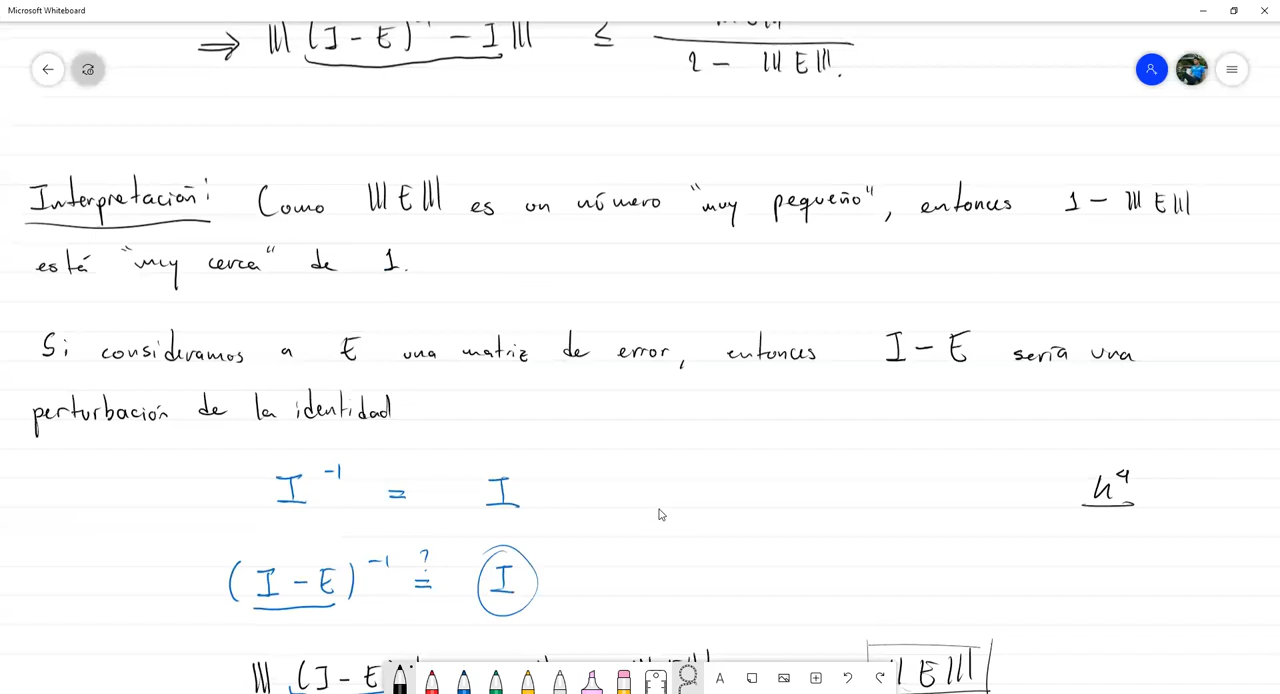 Microsoft Whiteboard
⟹ ||| (I - E)⁻¹ - I ||| ≤
1 - ||| E |||.
Interpretación: Como ||| E ||| es un número "muy pequeño", entonces 1 - ||| E |||
está "muy cerca" de 1.
Si consideramos a E una matriz de error, entonces I - E sería una
perturbación de la identidad
I⁻¹ = I
h⁴
(I - E)⁻¹ ≟ I
||| (I - E
E |||
A